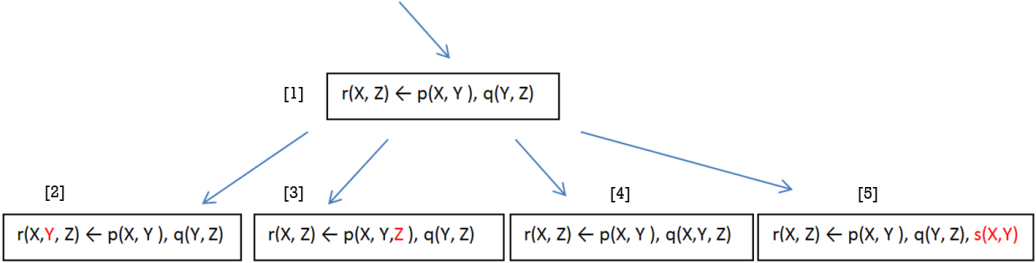 [1]
r(X, Z) ← p(X, Y ), q(Y, Z)
[2]
[3]
[4]
[5]
r(X,Y, Z) ← p(X, Y ), q(Y, Z)
r(X, Z) ← p(X, Y,Z ), q(Y, Z)
r(X, Z) ← p(X, Y ), q(X,Y, Z)
r(X, Z) ← p(X, Y ), q(Y, Z), s(X,Y)